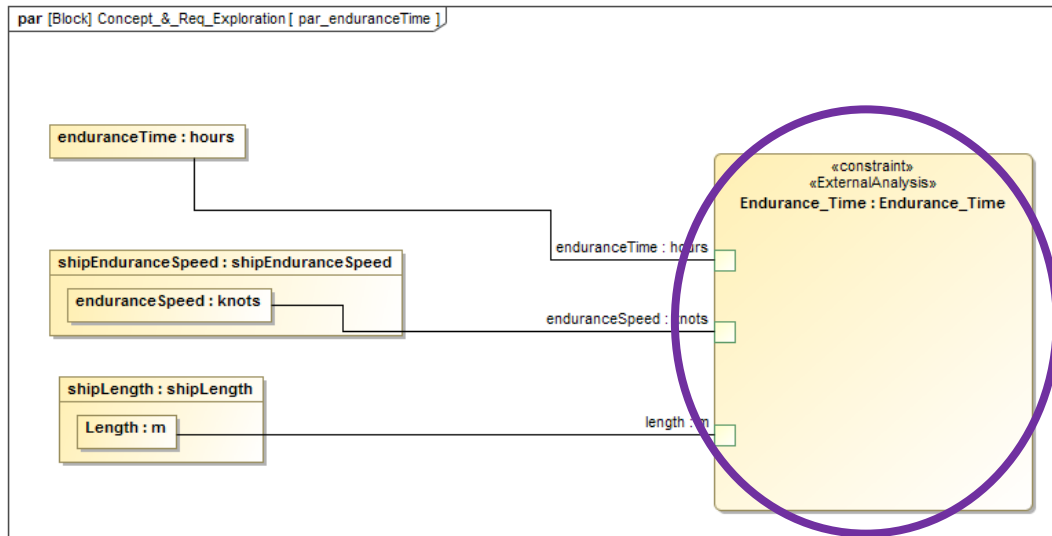 par [Block] Concept_&_Req_Exploration [ par_enduranceTime ]
enduranceTime : hours
«constraint»
«ExternalAnalysis»
Endurance_Time : Endurance_Time
enduranceTime : hours
shipEnduranceSpeed : shipEnduranceSpeed
enduranceSpeed : knots
enduranceSpeed : knots
shipLength : shipLength
Length : m
length : m